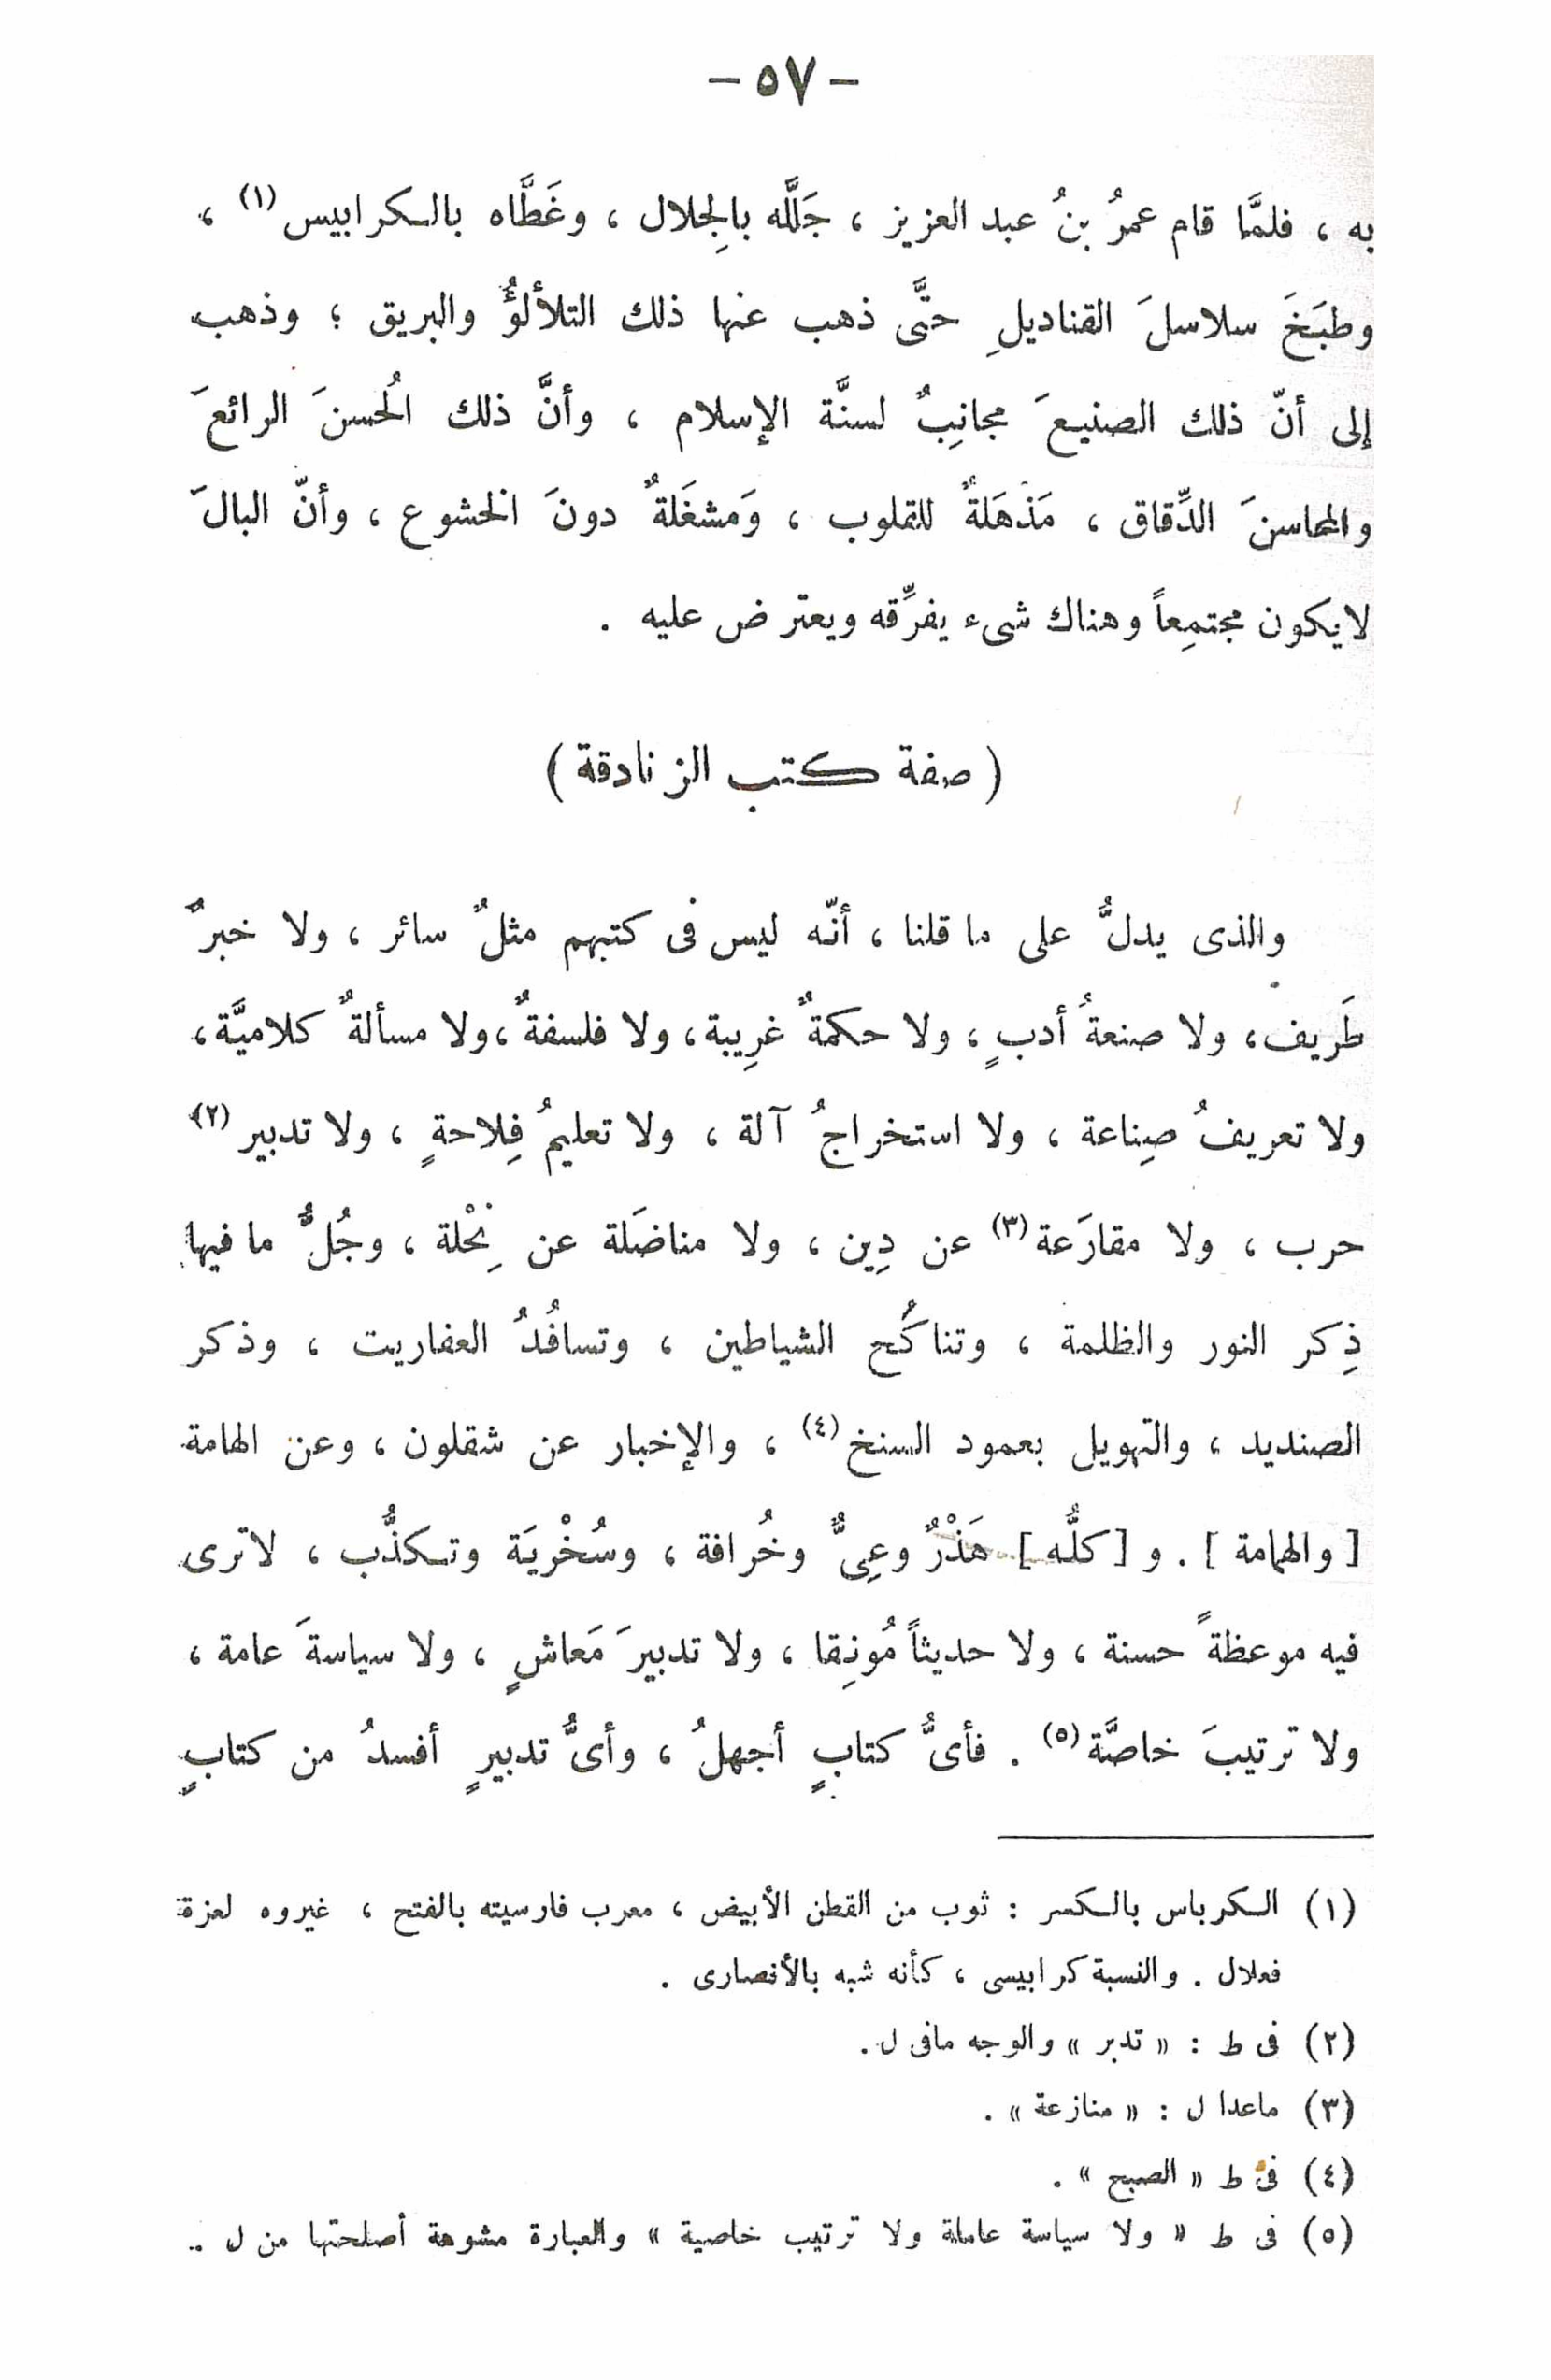 — ٥٧ —
به ، فلمَّا قام عمرُ بنُ عبد العزيز ، جَلَّله بالِجلال ، وغَطَّاه بالكرابيس (١) ،
وطبَخَ سلاسلَ القناديلِ حتَّى ذهب عنها ذلك التلألؤُ والبريق ؛ وذهب
إلى أنّ ذلك الصنيعَ مجانِبٌ لسنَّة الإسلام ، وأنَّ ذلك الُحسنَ الرائعَ
والمحاسنَ الدِّقاق ، مَذهَلةٌ للقلوب ، وَمشغَلةٌ دونَ الخشوع ، وأنّ البالَ
لايكون مجتمِعاً وهناك شىء يفرِّقه ويعترض عليه .
( صفة كتب الزنادقة )
والذى يدلُّ على ما قلنا ، أنّه ليس فى كتبهم مثلٌ سائر ، ولا خبرٌ
طَريف ، ولا صنعةُ أدبٍ ، ولا حكمةٌ غرِيبة ، ولا فلسفةٌ ، ولا مسألةٌ كلاميَّة ،
ولا تعريفُ صِناعة ، ولا استخراجُ آلة ، ولا تعليمُ فِلاحةٍ ، ولا تدبير (٢)
حرب ، ولا مقارَعة (٣) عن دِين ، ولا مناضَلة عن نِحْلة ، وجُلُّ ما فيها
ذِكر النور والظلمة ، وتناكُح الشياطين ، وتسافُدُ العفاريت ، وذكر
الصنديد ، والتهويل بعمود السنخ (٤) ، والإخبار عن شقلون ، وعن الهامة
[ والهمامة ] . و [ كلُّه ] هَذْرٌ وعِىٌّ وخُرافة ، وسُخْريَة وتكذُّب ، لاترى
فيه موعظةً حسنة ، ولا حديثاً مُونِقا ، ولا تدبيرَ مَعاشٍ ، ولا سياسةَ عامة ،
ولا ترتيبَ خاصَّة (٥) . فأىُّ كتابٍ أجهلُ ، وأىُّ تدبيرٍ أفسدُ من كتابٍ
(١) الكرباس بالكسر : ثوب من القطن الأبيض ، معرب فارسيته بالفتح ، غيروه لعزة
فعلال . والنسبة كرابيسى ، كأنه شبه بالأنصارى .
(٢) فى ط : « تدبر » والوجه مافى ل .
(٣) ماعدا ل : « منازعة » .
(٤) فى ط « الصبح » .
(٥) فى ط « ولا سياسة عاملة ولا ترتيب خاصية » والعبارة مشوهة أصلحتها من ل .